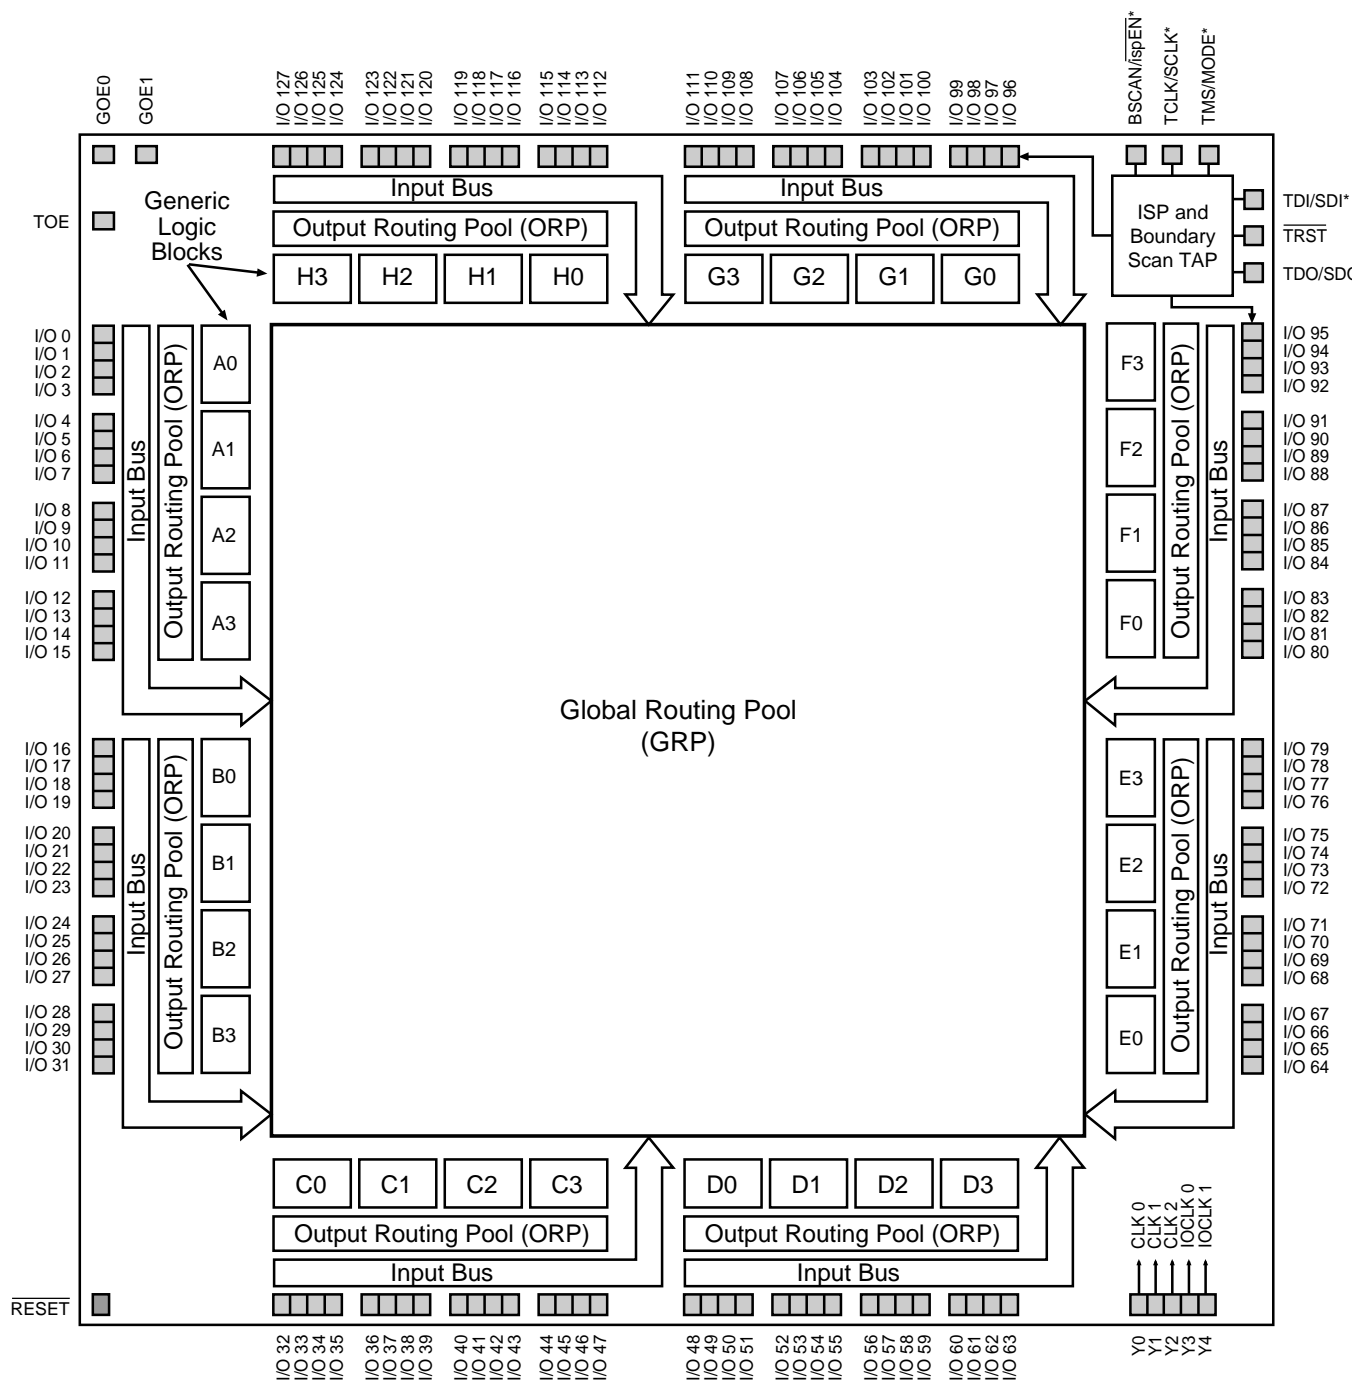 GOE0
GOE1
I/O 127
I/O 126
I/O 125
I/O 124
I/O 123
I/O 122
I/O 121
I/O 120
I/O 119
I/O 118
I/O 117
I/O 116
I/O 115
I/O 114
I/O 113
I/O 112
I/O 111
I/O 110
I/O 109
I/O 108
I/O 107
I/O 106
I/O 105
I/O 104
I/O 103
I/O 102
I/O 101
I/O 100
I/O 99
I/O 98
I/O 97
I/O 96
BSCAN/ispEN*
TCLK/SCLK*
TMS/MODE*
TOE
Generic
Logic
Blocks
Input Bus
Output Routing Pool (ORP)
H3
H2
H1
H0
Input Bus
Output Routing Pool (ORP)
G3
G2
G1
G0
ISP and
Boundary
Scan TAP
TDI/SDI*
TRST
TDO/SDO
I/O 0
I/O 1
I/O 2
I/O 3
I/O 4
I/O 5
I/O 6
I/O 7
I/O 8
I/O 9
I/O 10
I/O 11
I/O 12
I/O 13
I/O 14
I/O 15
Input Bus
Output Routing Pool (ORP)
A0
A1
A2
A3
F3
F2
F1
F0
Output Routing Pool (ORP)
Input Bus
I/O 95
I/O 94
I/O 93
I/O 92
I/O 91
I/O 90
I/O 89
I/O 88
I/O 87
I/O 86
I/O 85
I/O 84
I/O 83
I/O 82
I/O 81
I/O 80
Global Routing Pool
(GRP)
I/O 16
I/O 17
I/O 18
I/O 19
I/O 20
I/O 21
I/O 22
I/O 23
I/O 24
I/O 25
I/O 26
I/O 27
I/O 28
I/O 29
I/O 30
I/O 31
Input Bus
Output Routing Pool (ORP)
B0
B1
B2
B3
E3
E2
E1
E0
Output Routing Pool (ORP)
Input Bus
I/O 79
I/O 78
I/O 77
I/O 76
I/O 75
I/O 74
I/O 73
I/O 72
I/O 71
I/O 70
I/O 69
I/O 68
I/O 67
I/O 66
I/O 65
I/O 64
C0
C1
C2
C3
Output Routing Pool (ORP)
Input Bus
D0
D1
D2
D3
Output Routing Pool (ORP)
Input Bus
CLK 0
CLK 1
CLK 2
IOCLK 0
IOCLK 1
RESET
I/O 32
I/O 33
I/O 34
I/O 35
I/O 36
I/O 37
I/O 38
I/O 39
I/O 40
I/O 41
I/O 42
I/O 43
I/O 44
I/O 45
I/O 46
I/O 47
I/O 48
I/O 49
I/O 50
I/O 51
I/O 52
I/O 53
I/O 54
I/O 55
I/O 56
I/O 57
I/O 58
I/O 59
I/O 60
I/O 61
I/O 62
I/O 63
Y0
Y1
Y2
Y3
Y4